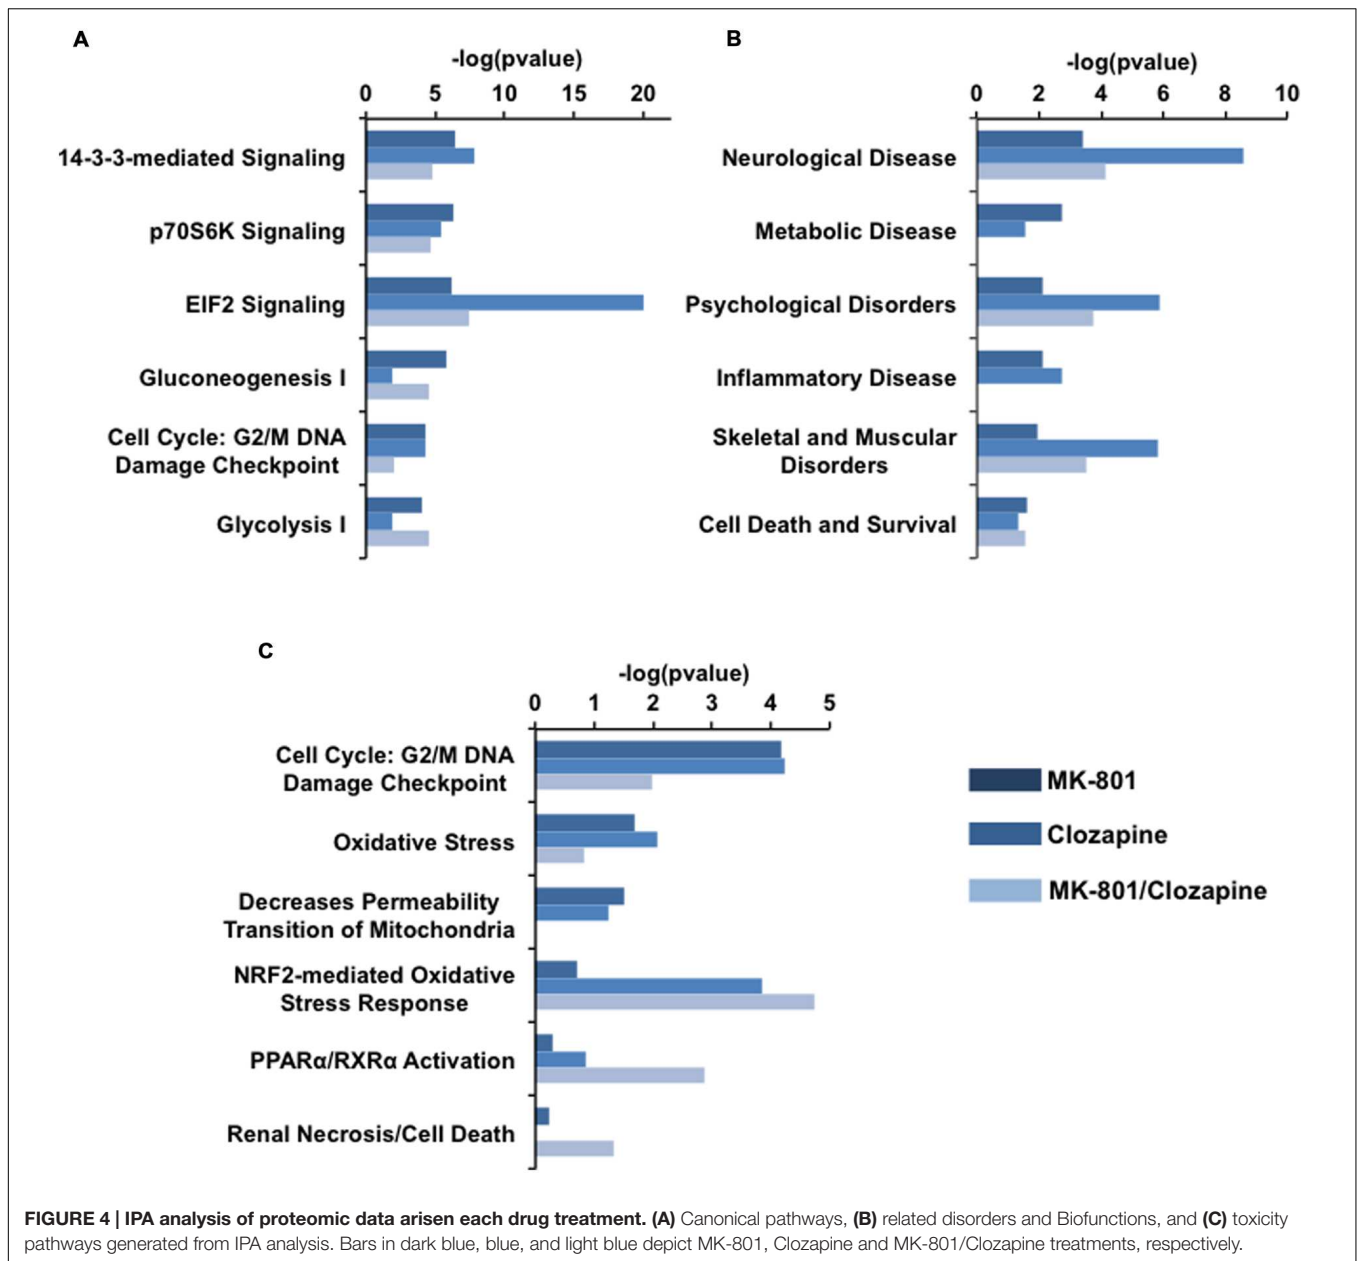 A
-log(pvalue)
0 5 10 15 20
14-3-3-mediated Signaling
p70S6K Signaling
EIF2 Signaling
Gluconeogenesis I
Cell Cycle: G2/M DNA
Damage Checkpoint
Glycolysis I
B
-log(pvalue)
0 2 4 6 8 10
Neurological Disease
Metabolic Disease
Psychological Disorders
Inflammatory Disease
Skeletal and Muscular
Disorders
Cell Death and Survival
C
-log(pvalue)
0 1 2 3 4 5
Cell Cycle: G2/M DNA
Damage Checkpoint
Oxidative Stress
Decreases Permeability
Transition of Mitochondria
NRF2-mediated Oxidative
Stress Response
PPARα/RXRα Activation
Renal Necrosis/Cell Death
MK-801
Clozapine
MK-801/Clozapine
FIGURE 4 | IPA analysis of proteomic data arisen each drug treatment. (A) Canonical pathways, (B) related disorders and Biofunctions, and (C) toxicity
pathways generated from IPA analysis. Bars in dark blue, blue, and light blue depict MK-801, Clozapine and MK-801/Clozapine treatments, respectively.